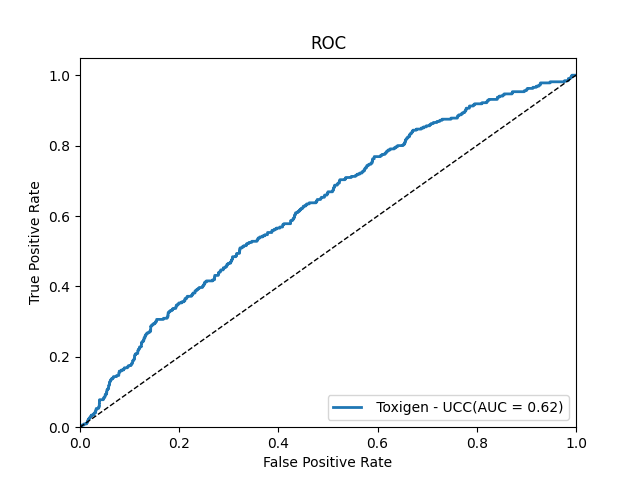 ROC
True Positive Rate
1.0
0.8
0.6
0.4
0.2
0.0
Toxigen - UCC(AUC = 0.62)
0.0 0.2 0.4 0.6 0.8 1.0
False Positive Rate